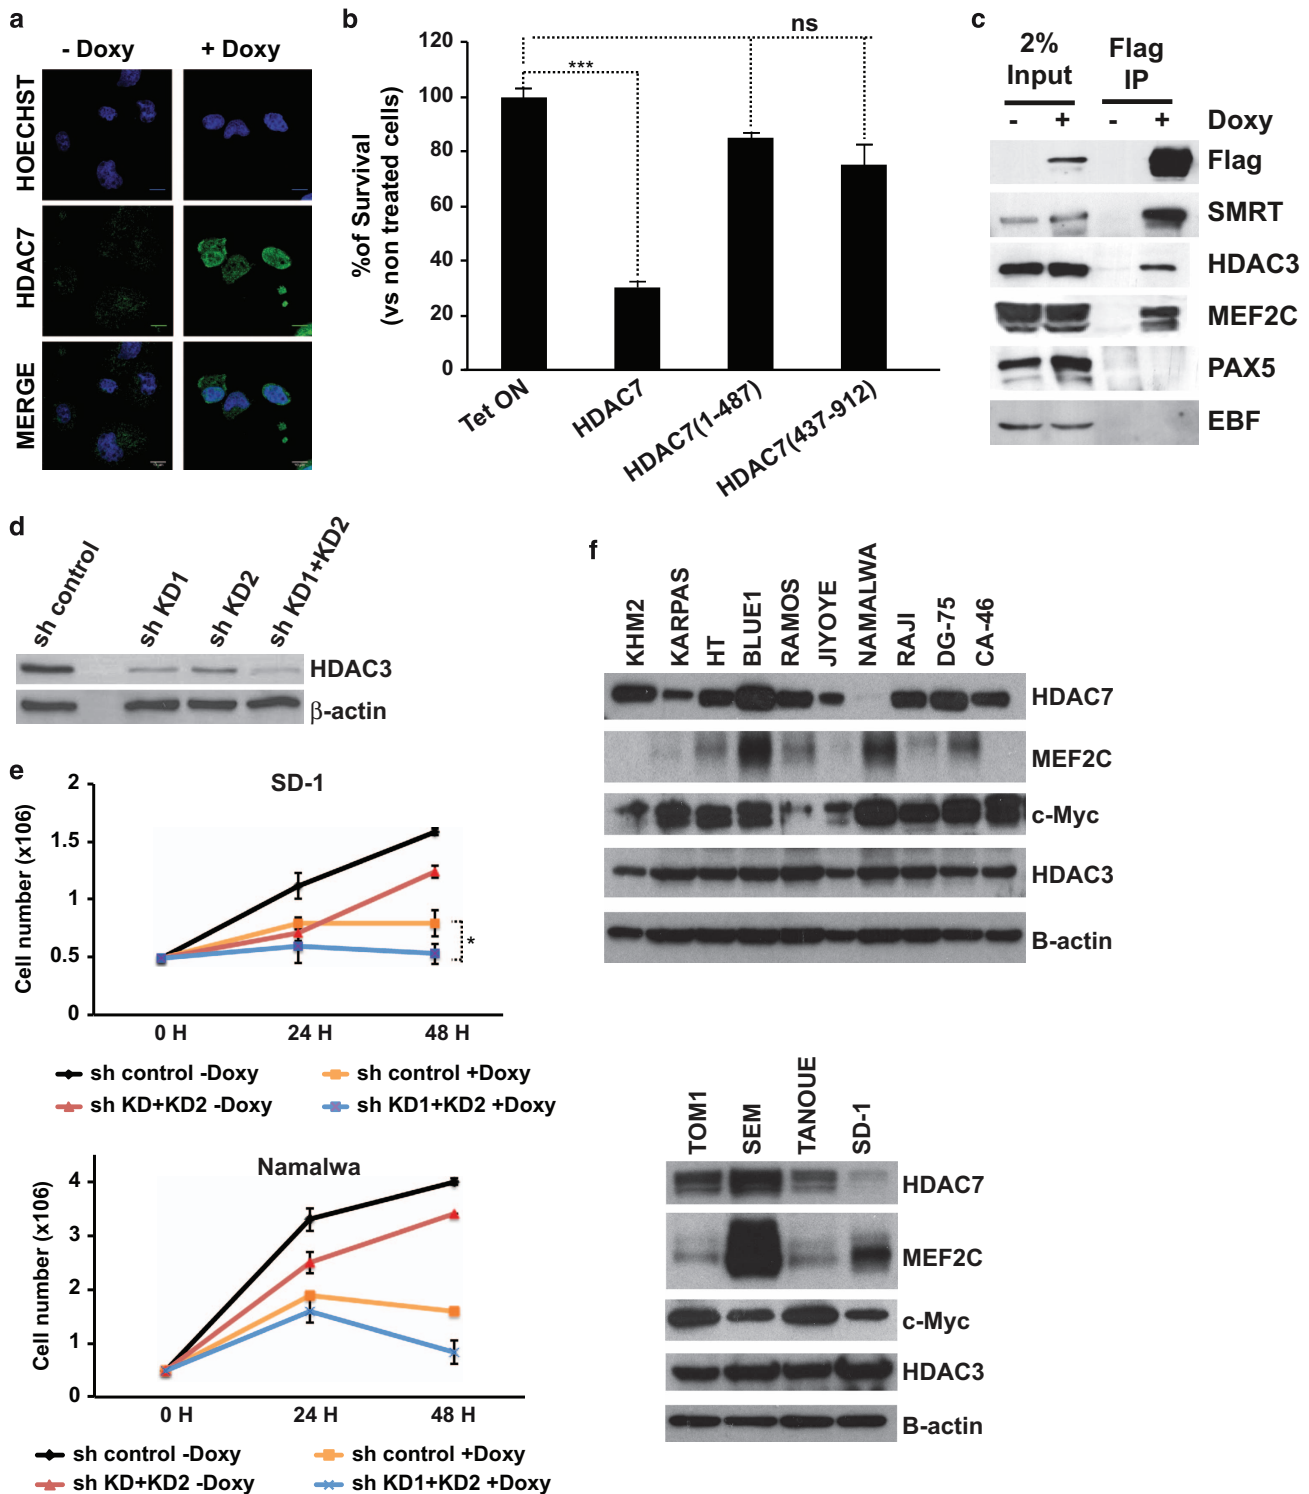 a
- Doxy
+ Doxy
HOECHST
HDAC7
MERGE
b
%of Survival
(vs non treated cells)
120
100
80
60
40
20
0
***
ns
Tet ON
HDAC7
HDAC7(1-487)
HDAC7(437-912)
c
2%
Input
Flag
IP
- + - + Doxy
Flag
SMRT
HDAC3
MEF2C
PAX5
EBF
d
sh control
sh KD1
sh KD2
sh KD1+KD2
HDAC3
β-actin
e
SD-1
Cell number (x106)
2
1.5
1
0.5
0
*
0 H 24 H 48 H
sh control -Doxy
sh control +Doxy
sh KD+KD2 -Doxy
sh KD1+KD2 +Doxy
Namalwa
Cell number (x106)
4
3
2
1
0
0 H 24 H 48 H
sh control -Doxy
sh control +Doxy
sh KD+KD2 -Doxy
sh KD1+KD2 +Doxy
f
KHM2
KARPAS
HT
BLUE1
RAMOS
JIYOYE
NAMALWA
RAJI
DG-75
CA-46
HDAC7
MEF2C
c-Myc
HDAC3
B-actin
TOM1
SEM
TANOUE
SD-1
HDAC7
MEF2C
c-Myc
HDAC3
B-actin